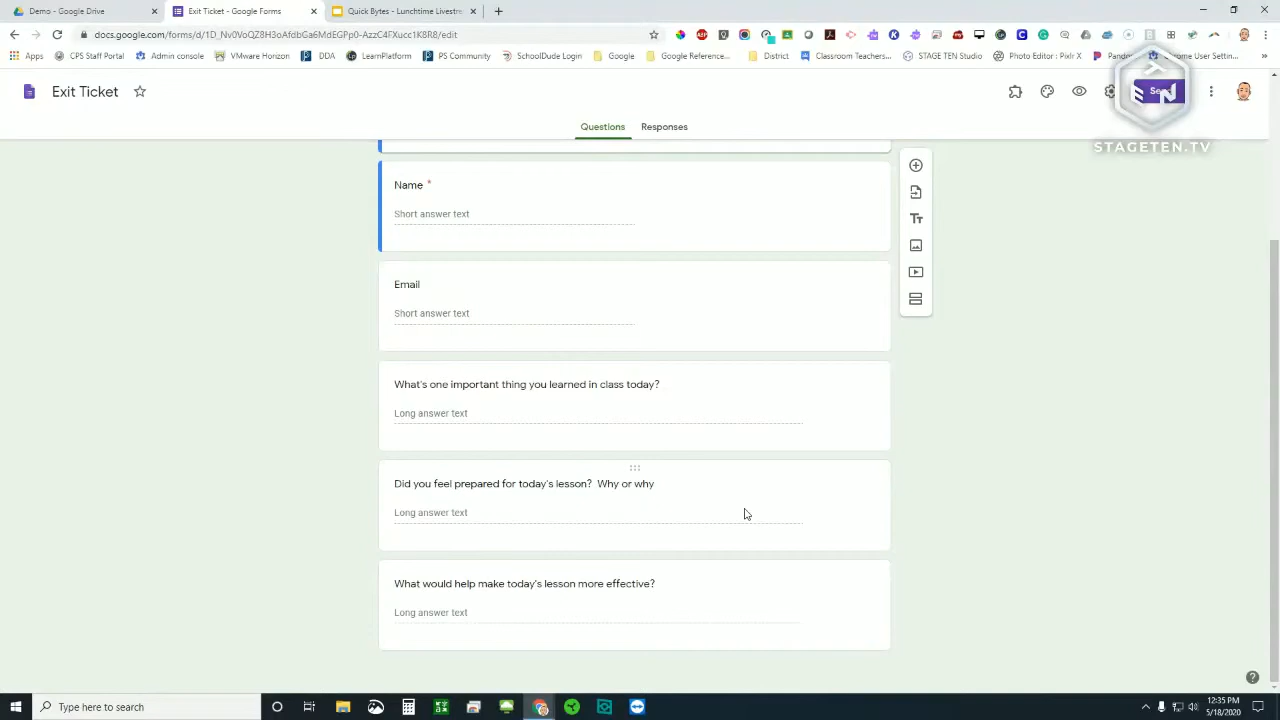 Demo - Google Drive
Exit Ticket - Google Forms
Quick Bytes - Lunchtime Livestre
docs.google.com/forms/d/1D_Nv0VoQZ8H3oAfdbGa6MdEGPp0-AzzC4FXucc1K8R8/edit
Apps
CPS Portal
Admin console
VMware Horizon
DDA
LearnPlatform
PS Community
SchoolDude Login
Google
Google Reference...
District
Classroom Teachers...
STAGE TEN Studio
Photo Editor : Pixlr X
ome User Setting...
Exit Ticket
STAGETEN.TV
Questions
Responses
Name *
Short answer text
Email
Short answer text
What's one important thing you learned in class today?
Long answer text
Did you feel prepared for today's lesson?  Why or why
Long answer text
What would help make today's lesson more effective?
Long answer text
Type here to search
12:35 PM
5/18/2020